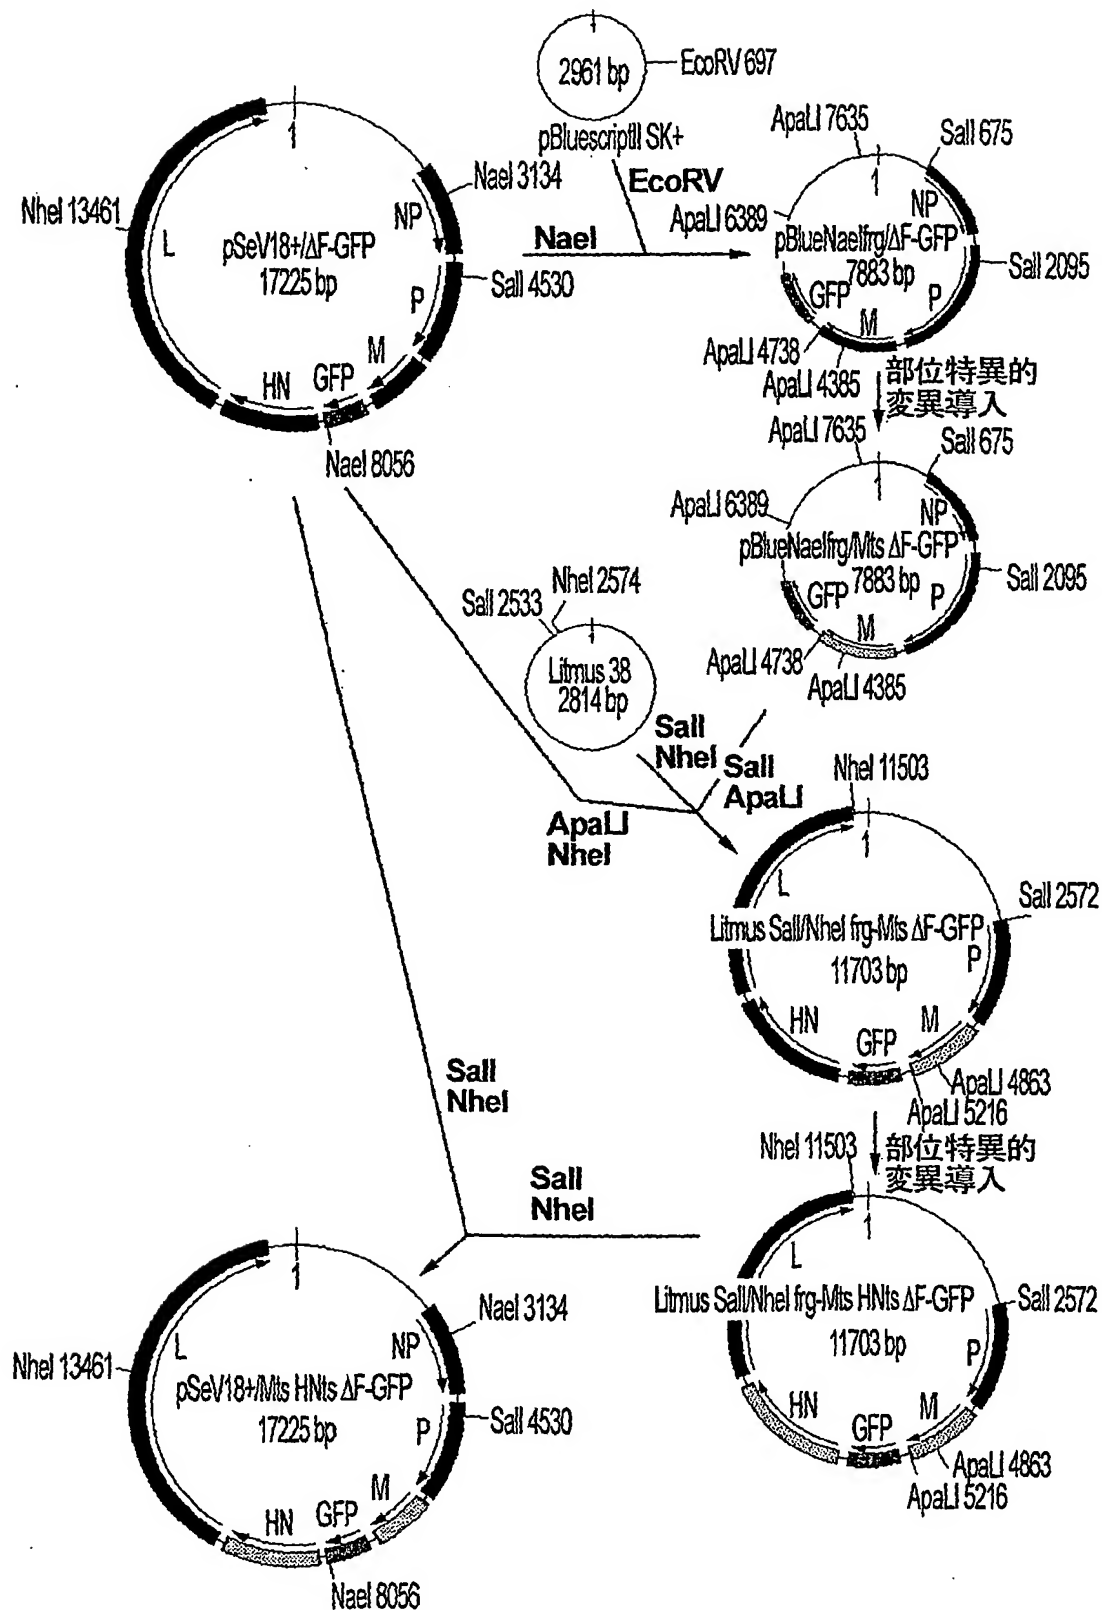 2961 bp
EcoRV 697
pBluescriptII SK+
1
NheI 13461
NaeI 3134
NP
L
pSeV18+/ΔF-GFP
17225 bp
SalI 4530
P
M
GFP
HN
NaeI 8056
EcoRV
NaeI
ApaLI 7635
SalI 675
1
ApaLI 6389
NP
pBlueNaeIfrg/ΔF-GFP
7883 bp
SalI 2095
GFP
P
M
ApaLI 4738
ApaLI 4385
部位特異的
変異導入
ApaLI 7635
SalI 675
1
ApaLI 6389
NP
pBlueNaeIfrg/Mts ΔF-GFP
7883 bp
SalI 2095
GFP
P
M
ApaLI 4738
ApaLI 4385
NheI 2574
SalI 2533
Litmus 38
2814 bp
SalI
NheI
SalI
ApaLI
ApaLI
NheI
NheI 11503
1
L
SalI 2572
Litmus SalI/NheI frg-Mts ΔF-GFP
11703 bp
P
HN
M
GFP
ApaLI 4863
ApaLI 5216
部位特異的
変異導入
SalI
NheI
SalI
NheI
NheI 11503
1
L
Litmus SalI/NheI frg-Mts HNts ΔF-GFP
11703 bp
SalI 2572
P
HN
M
GFP
ApaLI 4863
ApaLI 5216
1
NaeI 3134
L
NP
NheI 13461
pSeV18+/Mts HNts ΔF-GFP
17225 bp
SalI 4530
P
M
GFP
HN
NaeI 8056